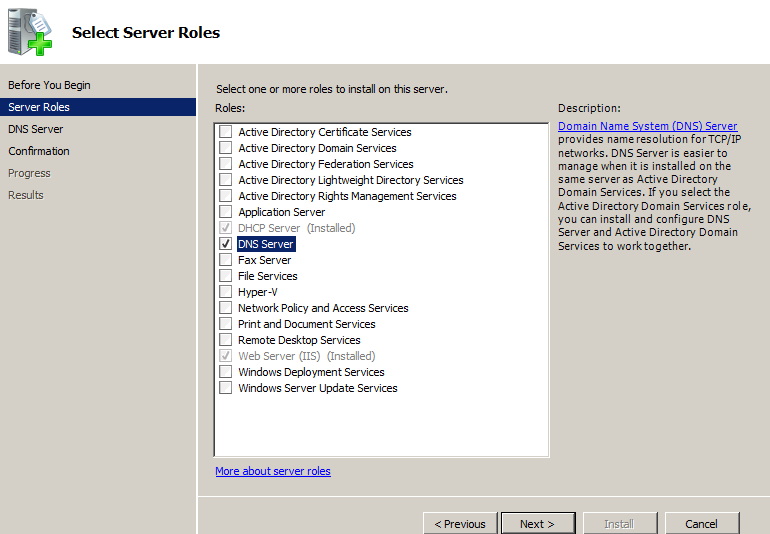 Select Server Roles
Before You Begin
Server Roles
DNS Server
Confirmation
Progress
Results
Select one or more roles to install on this server.
Roles:
Active Directory Certificate Services
Active Directory Domain Services
Active Directory Federation Services
Active Directory Lightweight Directory Services
Active Directory Rights Management Services
Application Server
DHCP Server (Installed)
DNS Server
Fax Server
File Services
Hyper-V
Network Policy and Access Services
Print and Document Services
Remote Desktop Services
Web Server (IIS) (Installed)
Windows Deployment Services
Windows Server Update Services
More about server roles
Description:
Domain Name System (DNS) Server
provides name resolution for TCP/IP
networks. DNS Server is easier to
manage when it is installed on the
same server as Active Directory
Domain Services. If you select the
Active Directory Domain Services role,
you can install and configure DNS
Server and Active Directory Domain
Services to work together.
< Previous
Next >
Install
Cancel